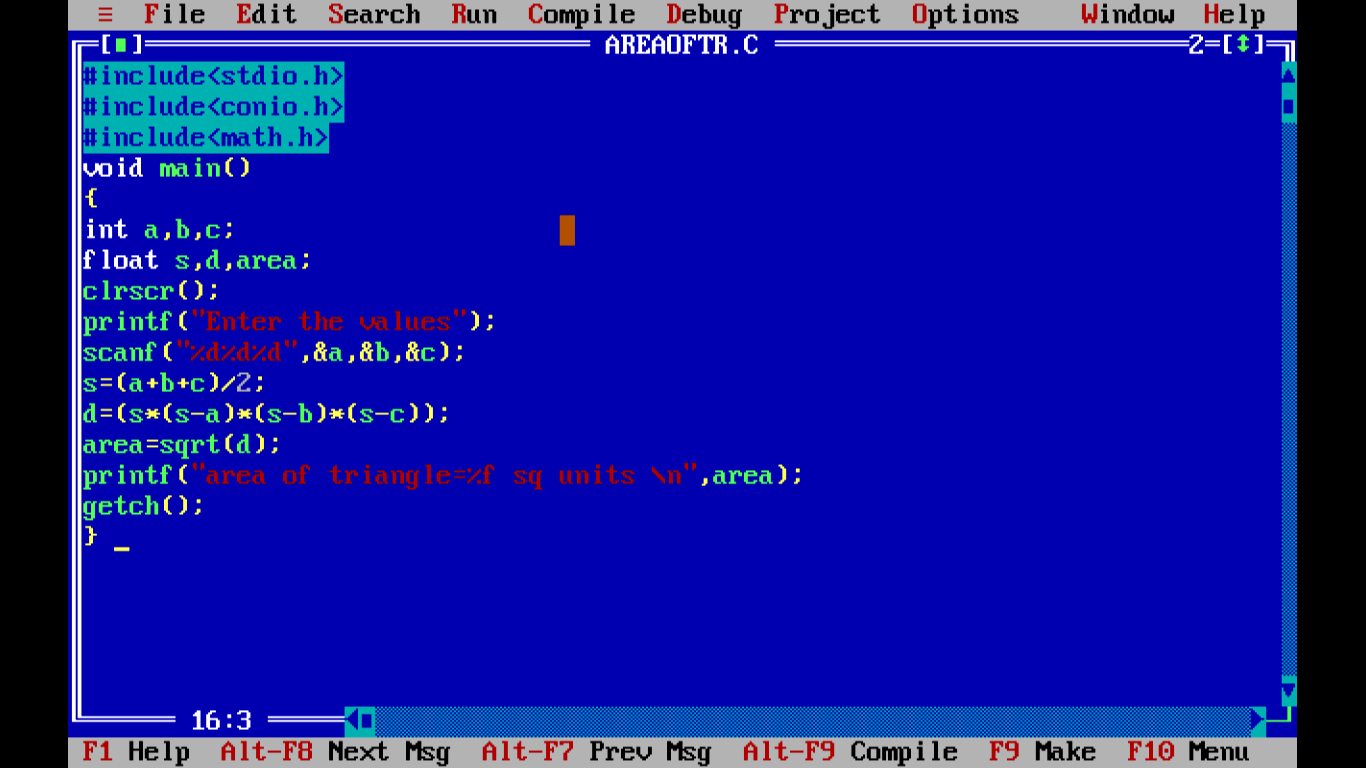 ≡ File Edit Search Run Compile Debug Project Options Window Help
[■] AREAOFTR.C 2=[↕]
#include<stdio.h>
#include<conio.h>
#include<math.h>
void main()
{
int a,b,c;
float s,d,area;
clrscr();
printf("Enter the values");
scanf("%d%d%d",&a,&b,&c);
s=(a+b+c)/2;
d=(s*(s-a)*(s-b)*(s-c));
area=sqrt(d);
printf("area of triangle=%f sq units \n",area);
getch();
} _
16:3
F1 Help Alt-F8 Next Msg Alt-F7 Prev Msg Alt-F9 Compile F9 Make F10 Menu